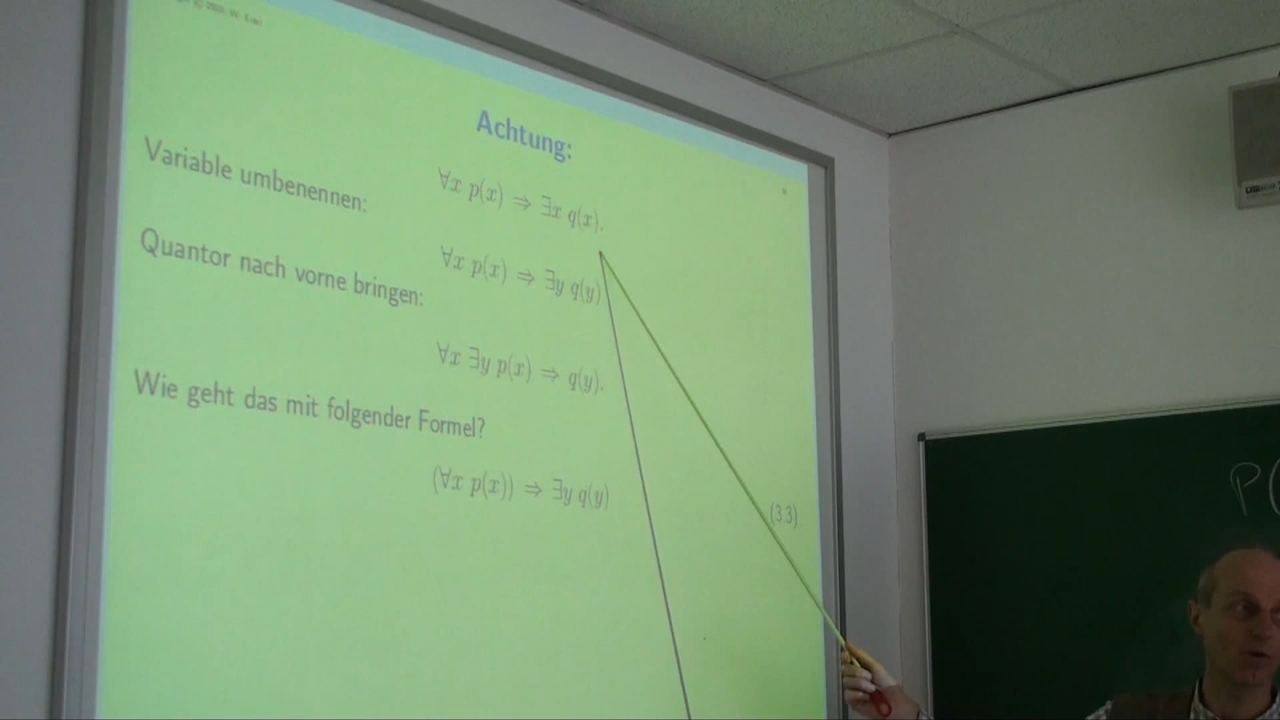 Achtung:
Variable umbenennen:
∀x p(x) ⇒ ∃x q(x).
Quantor nach vorne bringen:
∀x p(x) ⇒ ∃y q(y)
∀x ∃y p(x) ⇒ q(y).
Wie geht das mit folgender Formel?
(∀x p(x)) ⇒ ∃y q(y)
(3.3)
P(